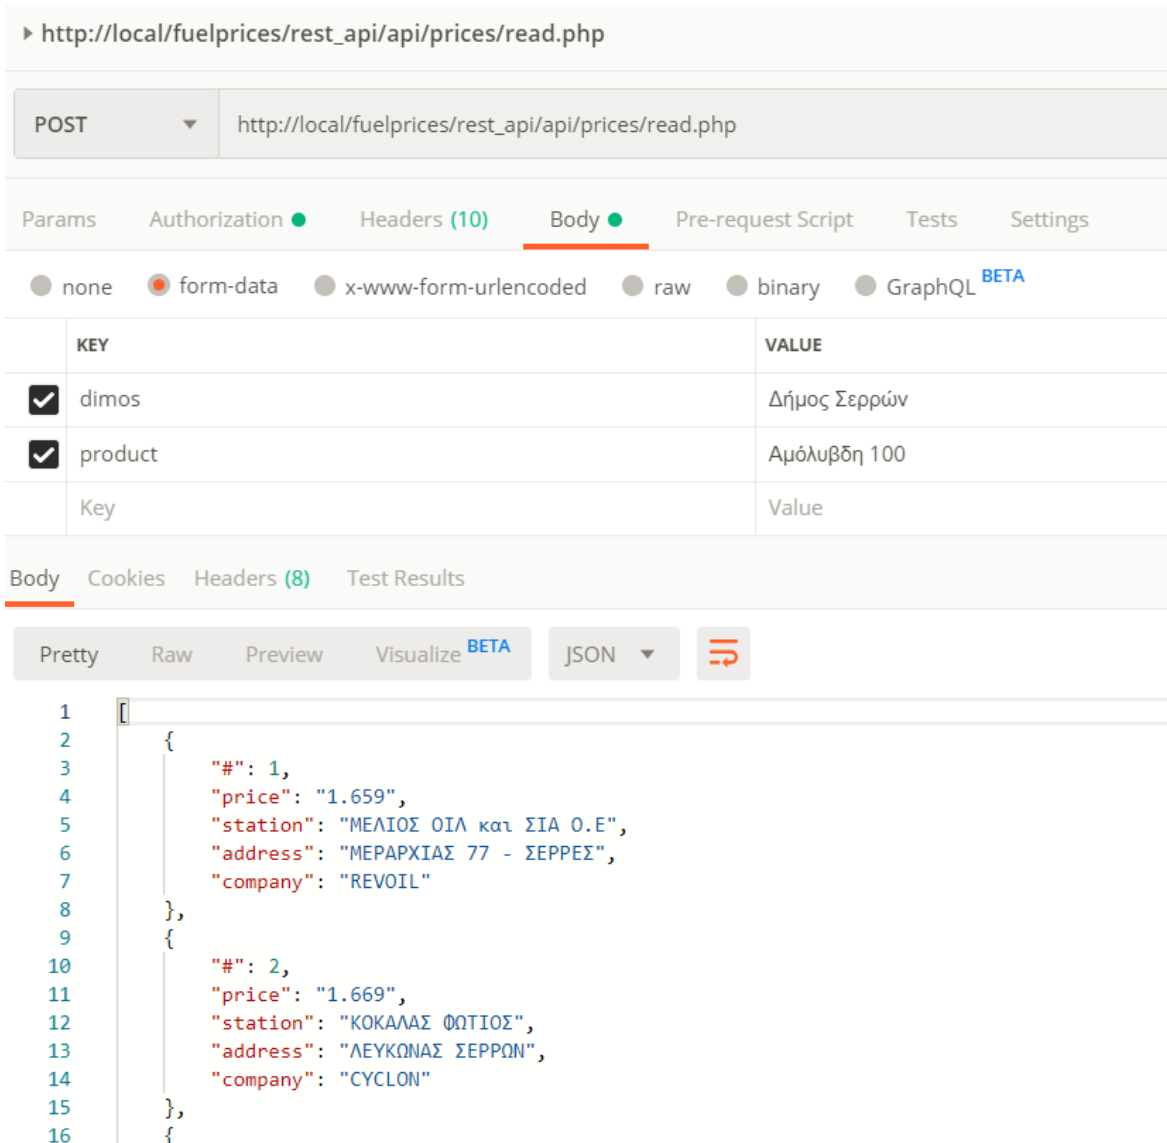 http://local/fuelprices/rest_api/api/prices/read.php
POST http://local/fuelprices/rest_api/api/prices/read.php
Params Authorization Headers (10) Body Pre-request Script Tests Settings
none form-data x-www-form-urlencoded raw binary GraphQL BETA
KEY VALUE
dimos Δήμος Σερρών
product Αμόλυβδη 100
Key Value
Body Cookies Headers (8) Test Results
Pretty Raw Preview Visualize BETA JSON
1 [
2 {
3 "#": 1,
4 "price": "1.659",
5 "station": "ΜΕΛΙΟΣ ΟΙΛ και ΣΙΑ Ο.Ε",
6 "address": "ΜΕΡΑΡΧΙΑΣ 77 - ΣΕΡΡΕΣ",
7 "company": "REVOIL"
8 },
9 {
10 "#": 2,
11 "price": "1.669",
12 "station": "ΚΟΚΑΛΑΣ ΦΩΤΙΟΣ",
13 "address": "ΛΕΥΚΩΝΑΣ ΣΕΡΡΩΝ",
14 "company": "CYCLON"
15 },
16 {